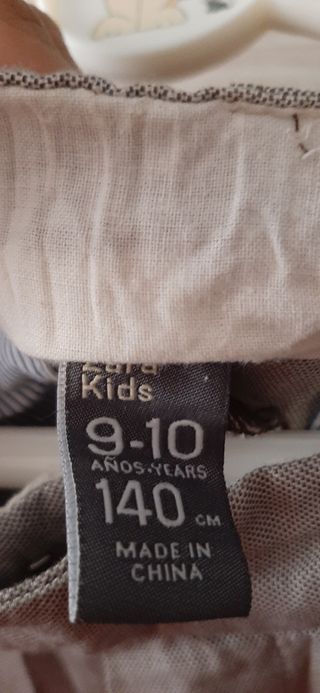 Zara
Kids
9-10
AÑOS-YEARS
140 CM
MADE IN
CHINA